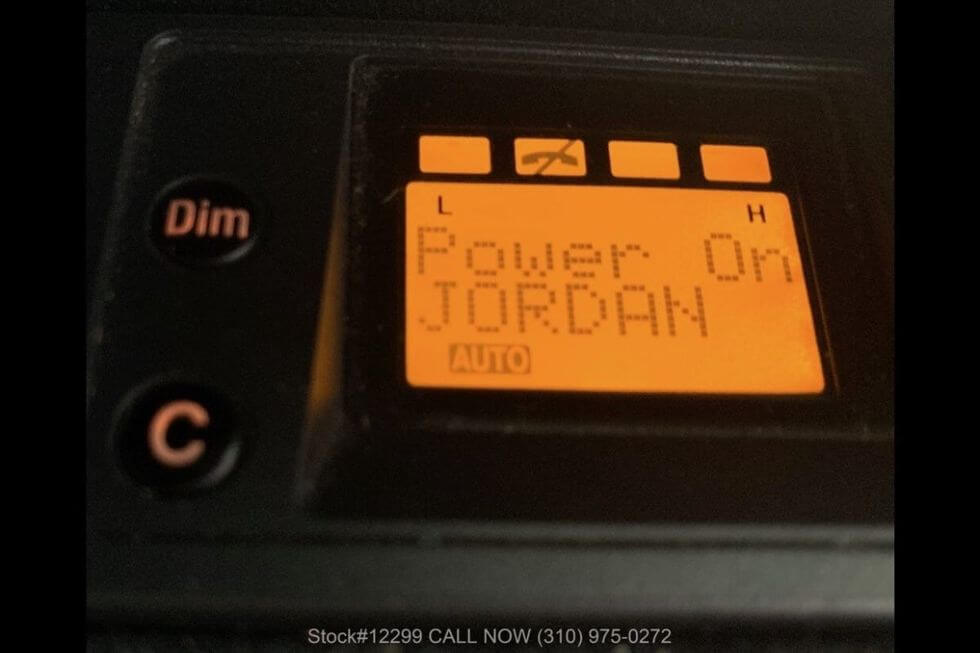 Dim
L H
Power On
JORDAN
AUTO
C
Stock#12299 CALL NOW (310) 975-0272